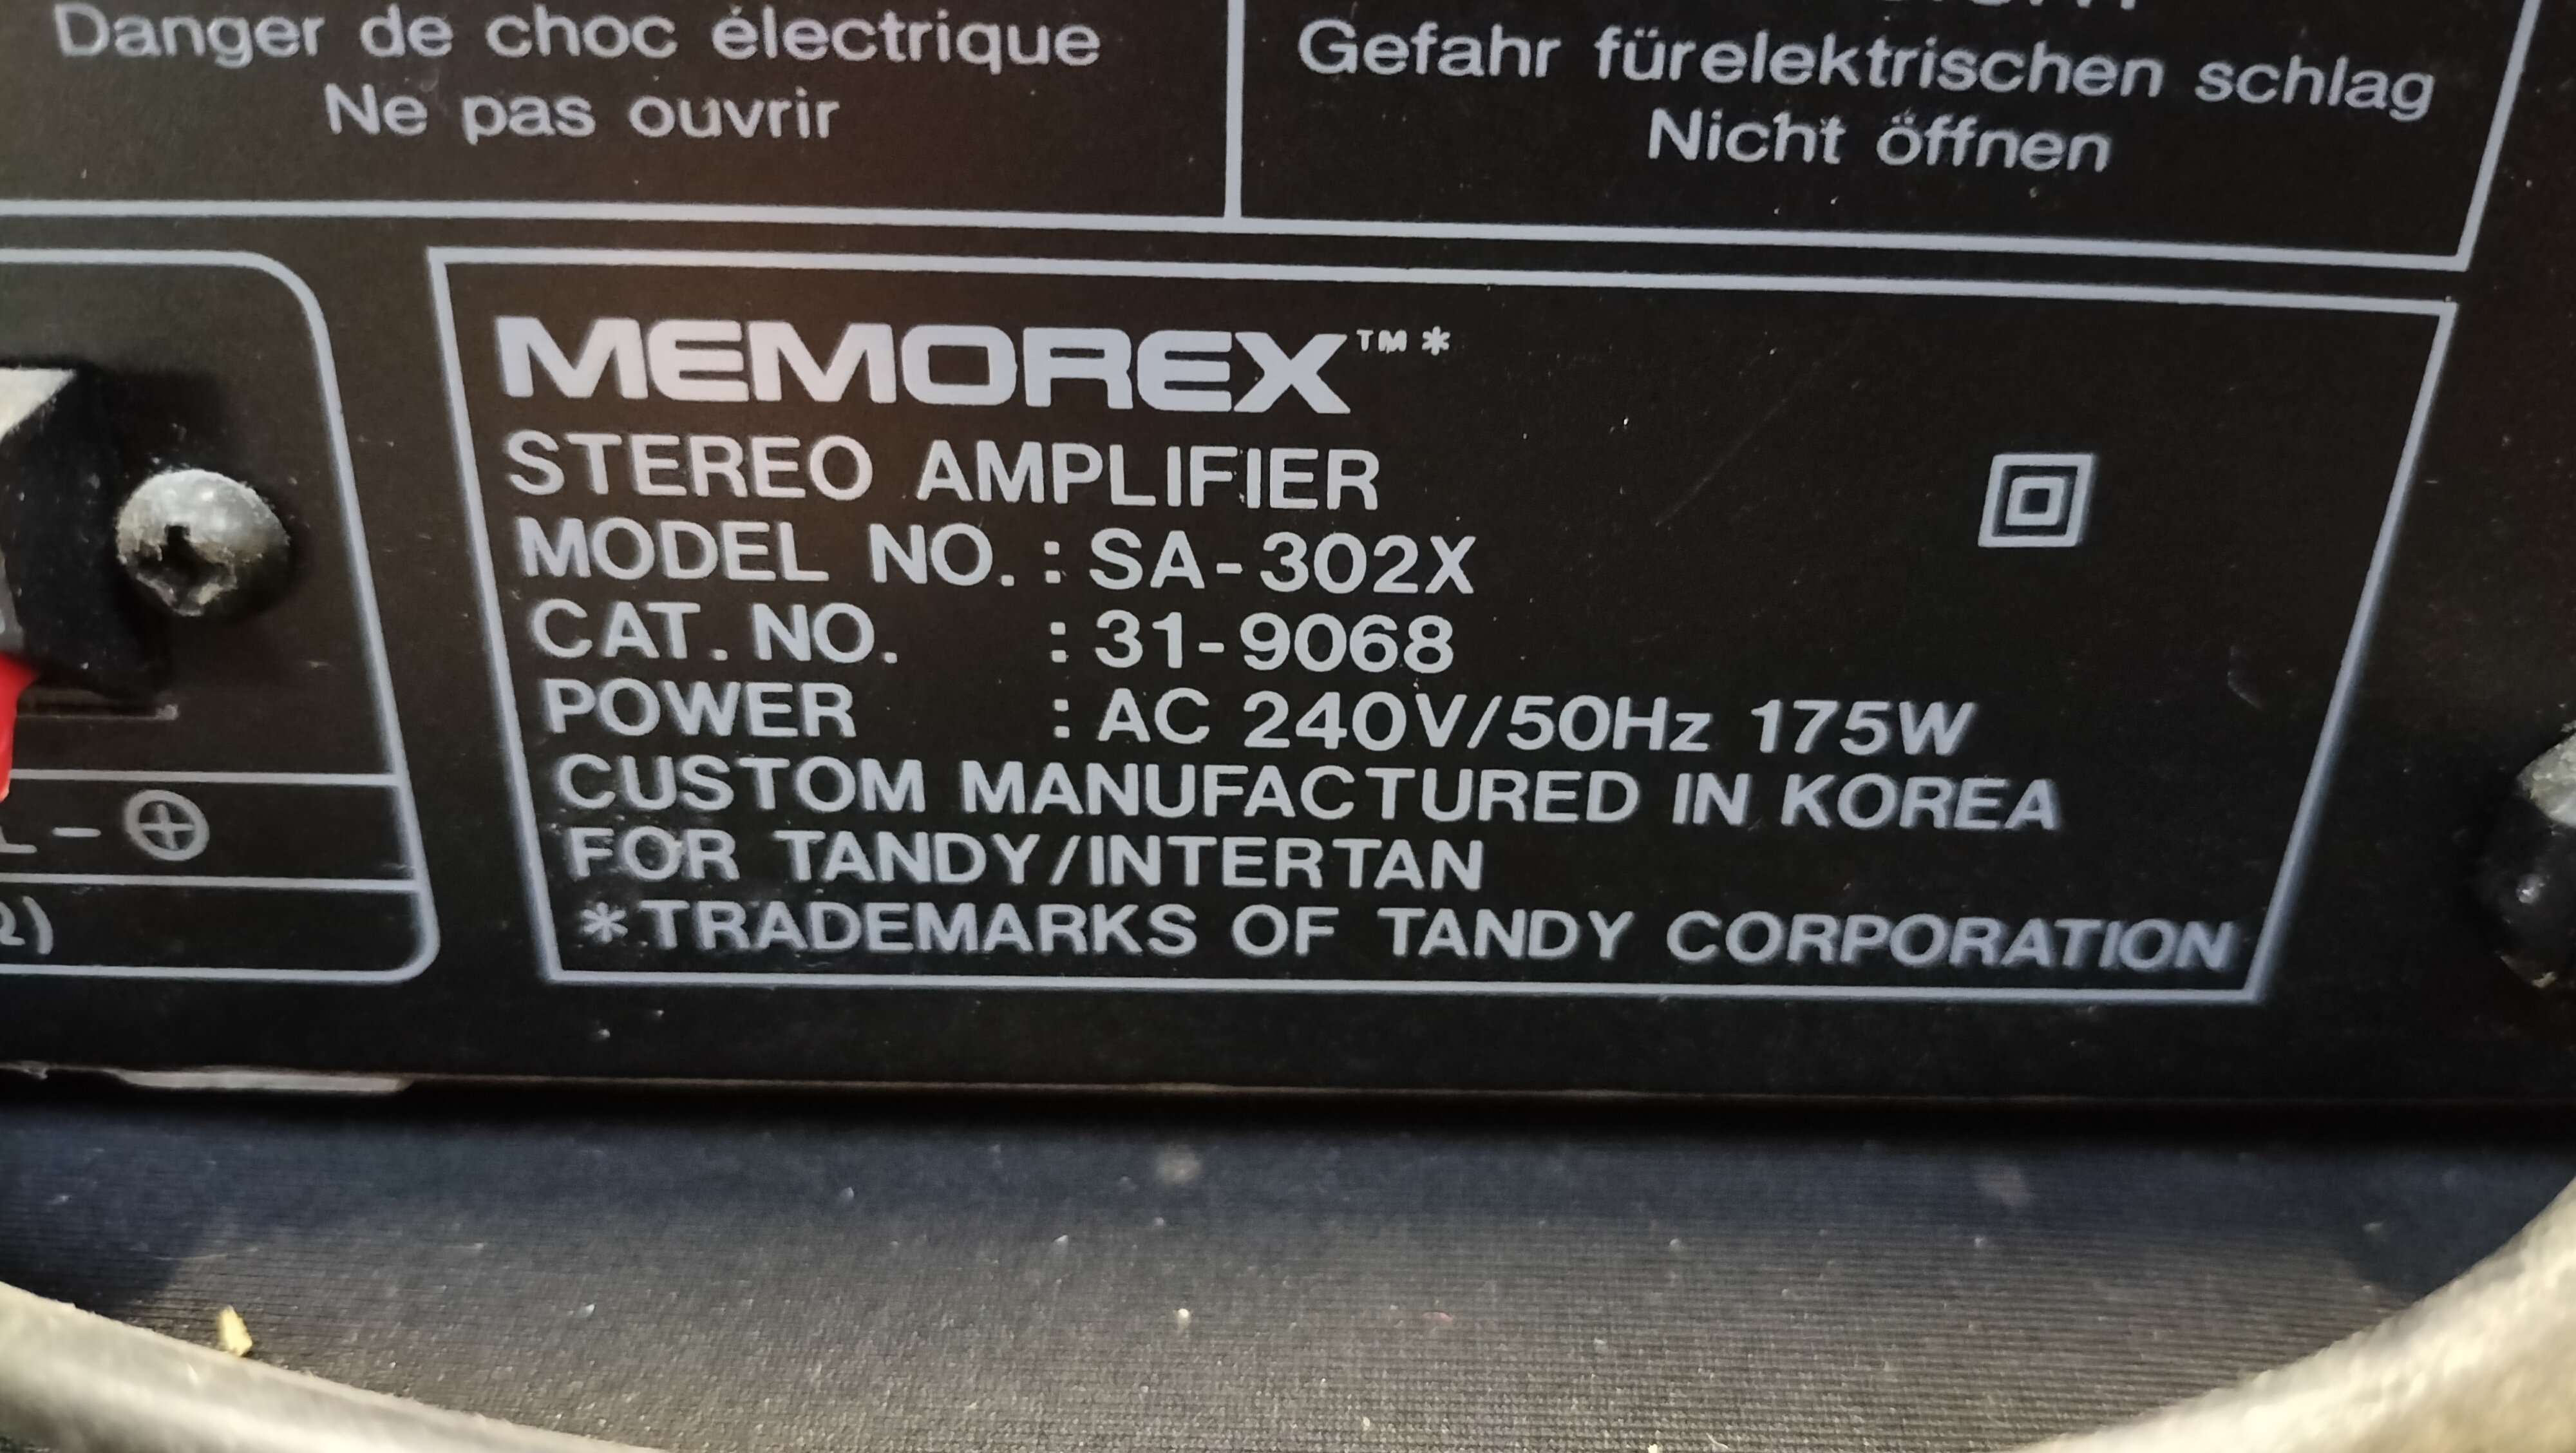 Danger de choc électrique
Ne pas ouvrir
Gefahr fürelektrischen schlag
Nicht öffnen
MEMOREX™*
STEREO AMPLIFIER
MODEL NO. : SA-302X
CAT. NO. : 31-9068
POWER : AC 240V/50Hz 175W
CUSTOM MANUFACTURED IN KOREA
FOR TANDY/INTERTAN
*TRADEMARKS OF TANDY CORPORATION